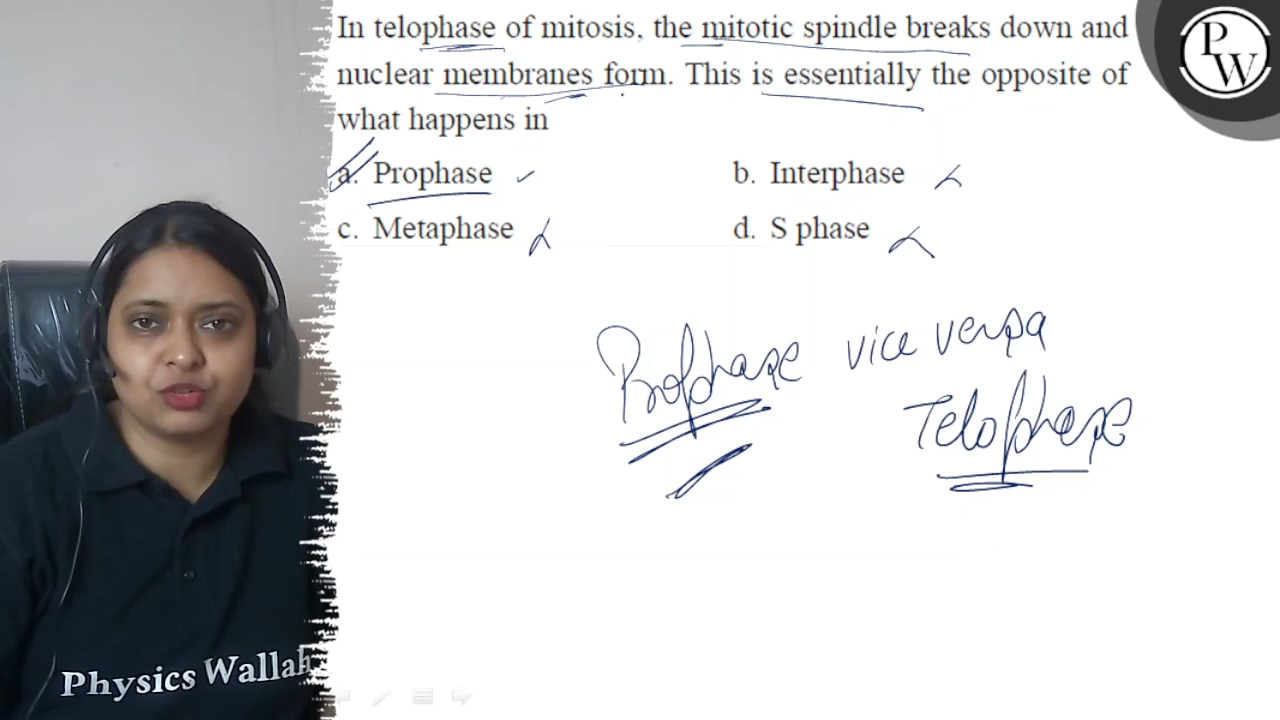 In telophase of mitosis, the mitotic spindle breaks down and
nuclear membranes form. This is essentially the opposite of
what happens in
a. Prophase
b. Interphase
c. Metaphase
d. S phase
Prophase vice versa
Telophase
PW
Physics Wallah